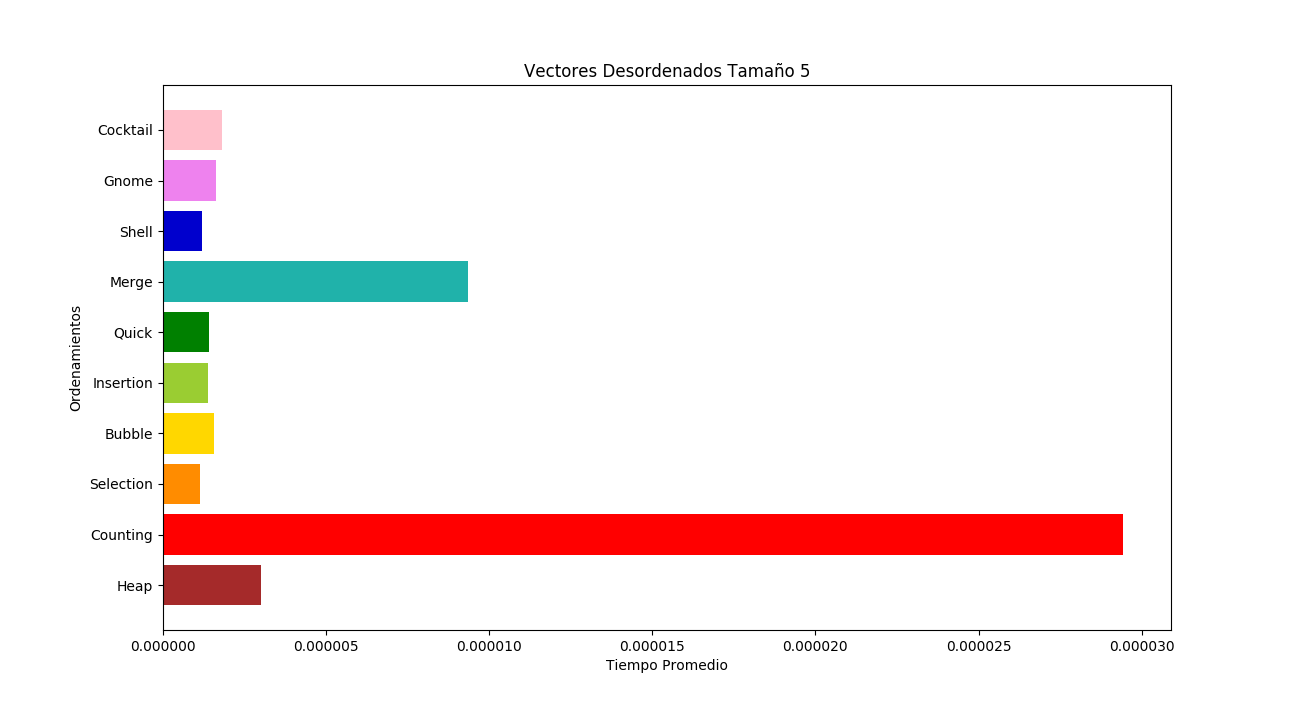 Vectores Desordenados Tamaño 5
Cocktail
Gnome
Shell
Merge
Quick
Insertion
Bubble
Selection
Counting
Heap
Ordenamientos
0.000000 0.000005 0.000010 0.000015 0.000020 0.000025 0.000030
Tiempo Promedio